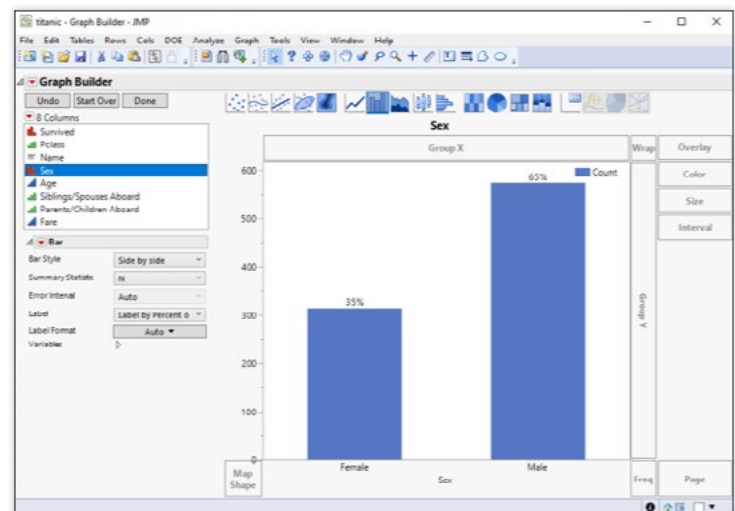 titanic - Graph Builder - JMP
File Edit Tables Rows Cols DOE Analyse Graph Tools View Window Help
Graph Builder
Undo Start Over Done
8 Columns
Survived
Pclass
Name
Sex
Age
Siblings/Spouses Aboard
Parents/Children Aboard
Fare
Bar
Bar Style Side by side
Summary Statistic N
Error Interval Auto
Label Label by Percent o
Label Format Auto
Variables
Sex
Group X
Wrap
Overlay
Color
Size
Interval
Count
600
500
400
300
200
100
0
35%
65%
Group Y
Female
Male
Sex
Map
Shape
Freq
Page